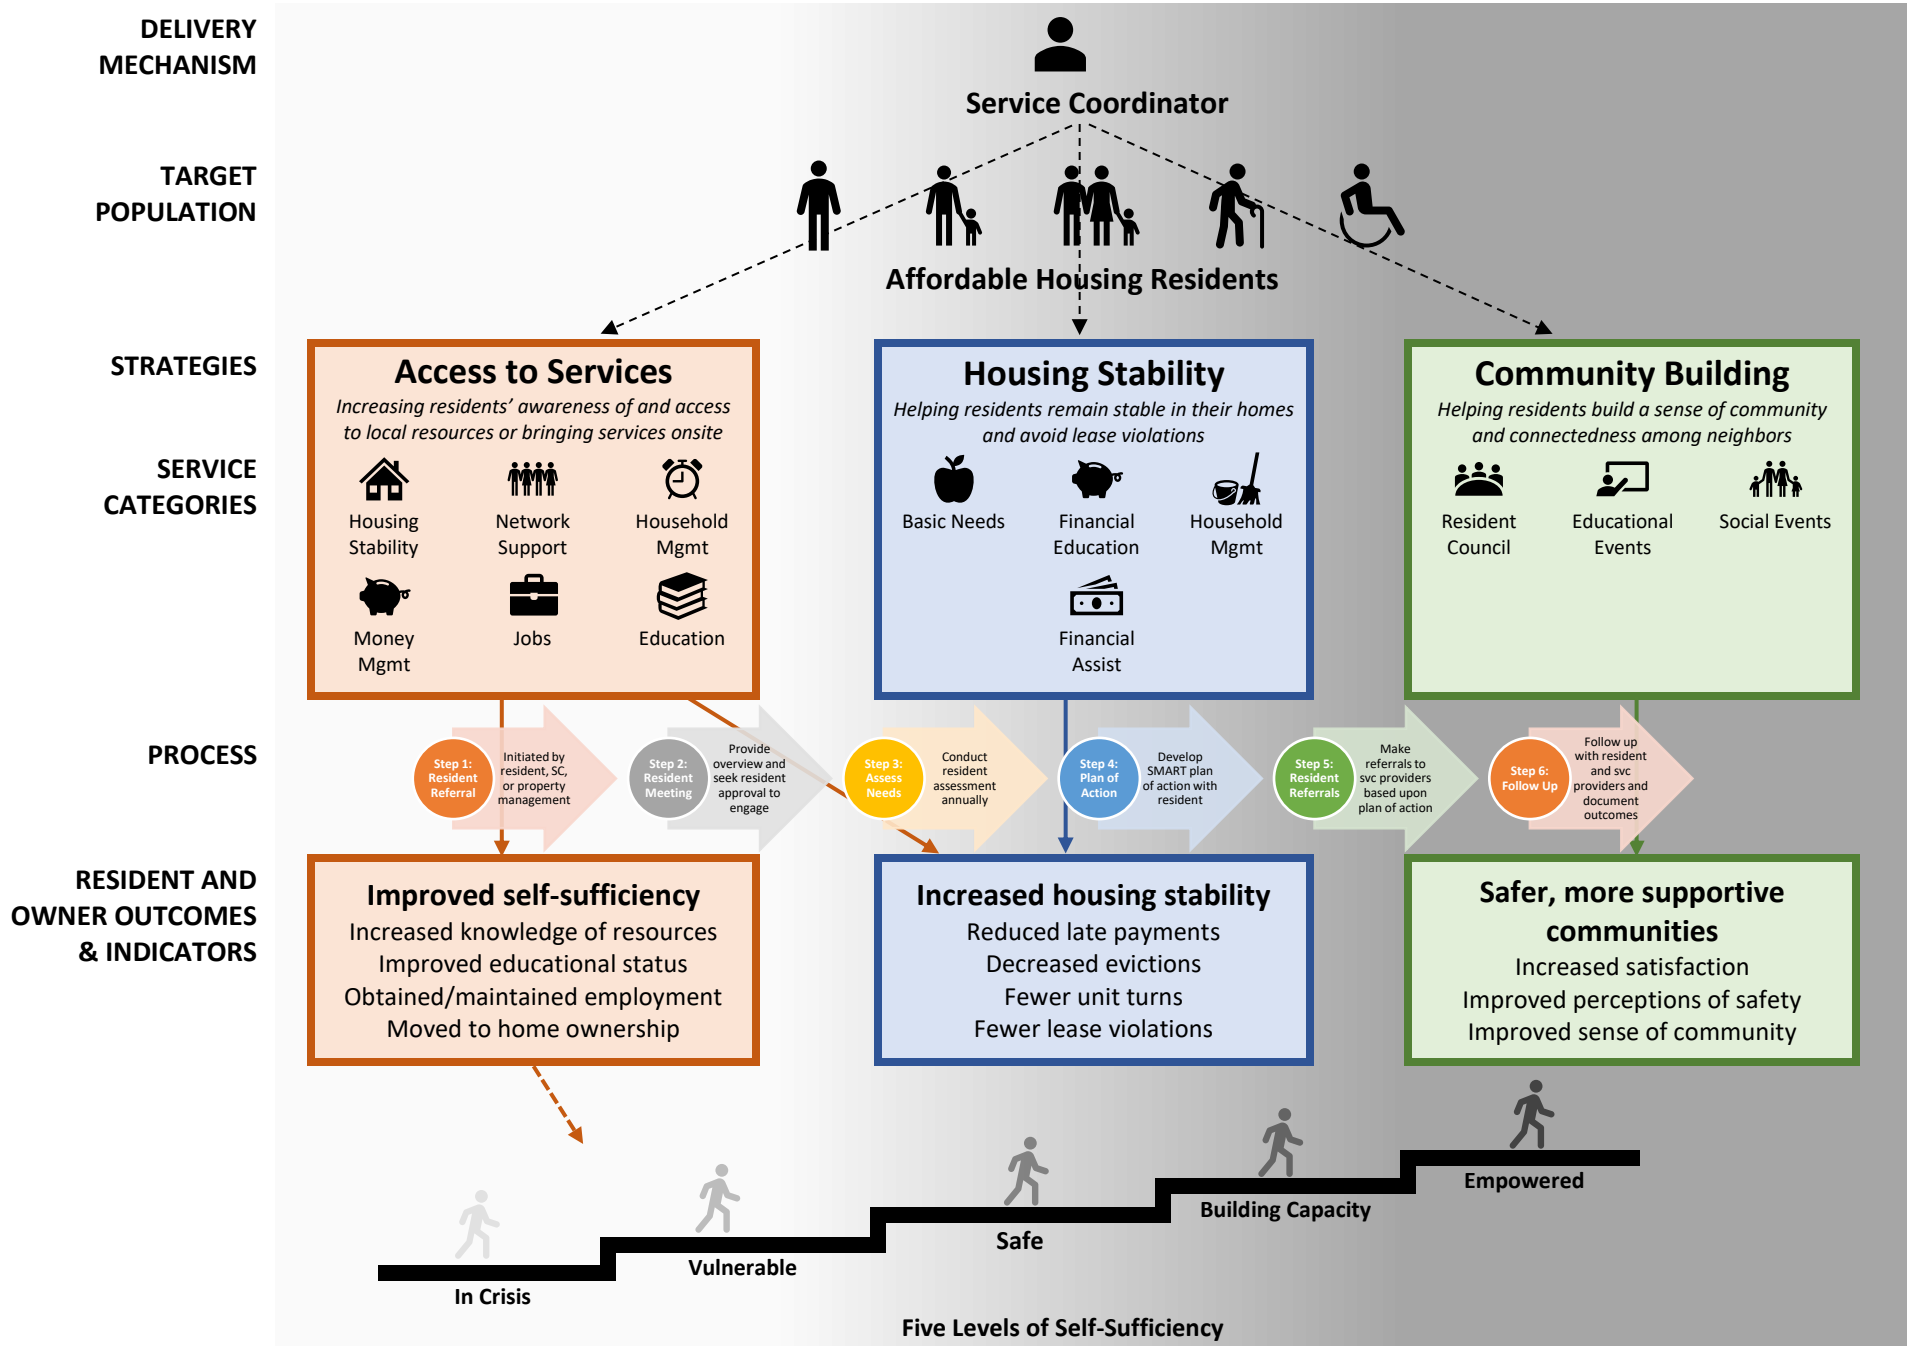 DELIVERY
MECHANISM
Service Coordinator
TARGET
POPULATION
Affordable Housing Residents
STRATEGIES
Access to Services
Increasing residents’ awareness of and access
to local resources or bringing services onsite
Housing Stability
Helping residents remain stable in their homes
and avoid lease violations
Community Building
Helping residents build a sense of community
and connectedness among neighbors
SERVICE
CATEGORIES
Housing
Stability
Network
Support
Household
Mgmt
Money
Mgmt
Jobs
Education
Basic Needs
Financial
Education
Household
Mgmt
Financial
Assist
Resident
Council
Educational
Events
Social Events
PROCESS
Step 1:
Resident
Referral
Initiated by
resident, SC,
or property
management
Step 2:
Resident
Meeting
Provide
overview and
seek resident
approval to
engage
Step 3:
Assess
Needs
Conduct
resident
assessment
annually
Step 4:
Plan of
Action
Develop
SMART plan
of action with
resident
Step 5:
Resident
Referrals
Make
referrals to
svc providers
based upon
plan of action
Step 6:
Follow Up
Follow up
with resident
and svc
providers and
document
outcomes
RESIDENT AND
OWNER OUTCOMES
& INDICATORS
Improved self-sufficiency
Increased knowledge of resources
Improved educational status
Obtained/maintained employment
Moved to home ownership
Increased housing stability
Reduced late payments
Decreased evictions
Fewer unit turns
Fewer lease violations
Safer, more supportive
communities
Increased satisfaction
Improved perceptions of safety
Improved sense of community
In Crisis
Vulnerable
Safe
Building Capacity
Empowered
Five Levels of Self-Sufficiency